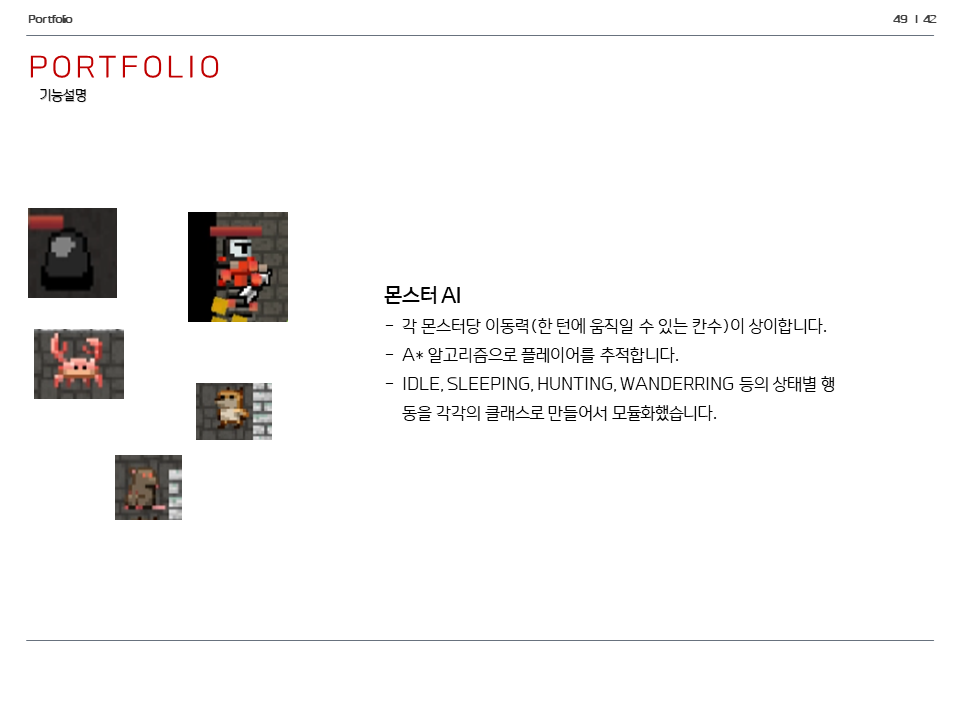 Portfolio
49 | 42
PORTFOLIO
기능설명
몬스터 AI
- 각 몬스터당 이동력(한 턴에 움직일 수 있는 칸수)이 상이합니다.
- A* 알고리즘으로 플레이어를 추적합니다.
- IDLE, SLEEPING, HUNTING, WANDERRING 등의 상태별 행
동을 각각의 클래스로 만들어서 모듈화했습니다.